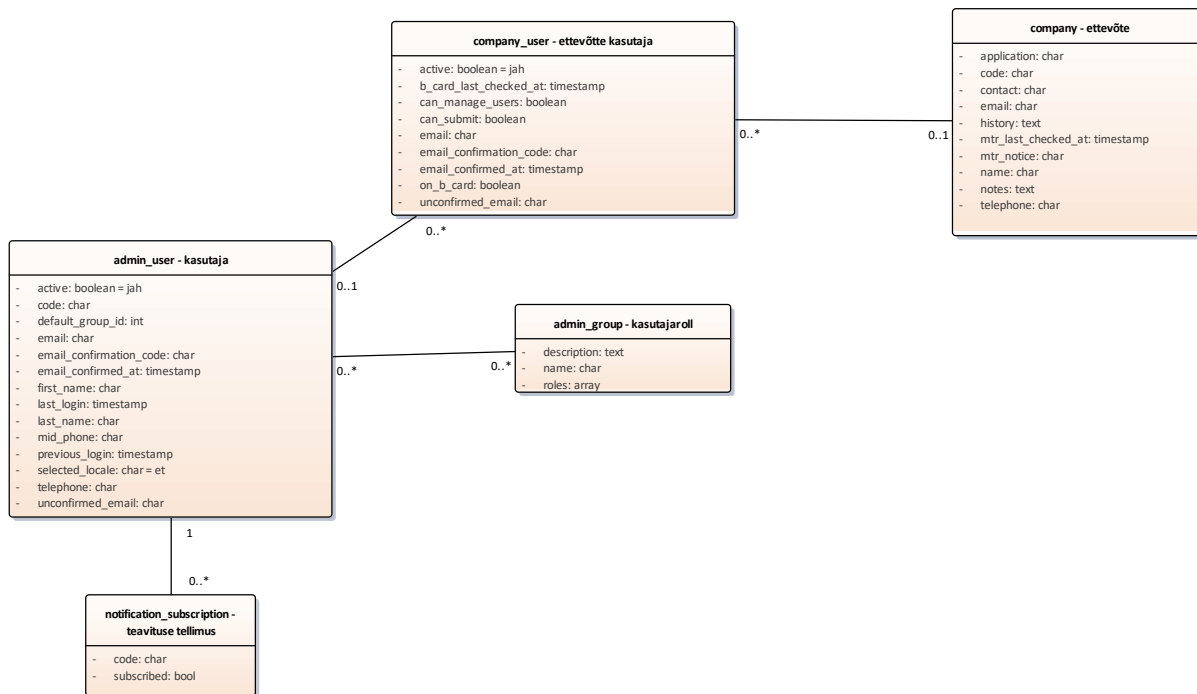 company_user - ettevõtte kasutaja
- active: boolean = jah
- b_card_last_checked_at: timestamp
- can_manage_users: boolean
- can_submit: boolean
- email: char
- email_confirmation_code: char
- email_confirmed_at: timestamp
- on_b_card: boolean
- unconfirmed_email: char
0..*
0..1
company - ettevõte
- application: char
- code: char
- contact: char
- email: char
- history: text
- mtr_last_checked_at: timestamp
- mtr_notice: char
- name: char
- notes: text
- telephone: char
0..*
0..1
admin_user - kasutaja
- active: boolean = jah
- code: char
- default_group_id: int
- email: char
- email_confirmation_code: char
- email_confirmed_at: timestamp
- first_name: char
- last_login: timestamp
- last_name: char
- mid_phone: char
- previous_login: timestamp
- selected_locale: char = et
- telephone: char
- unconfirmed_email: char
0..*
0..*
admin_group - kasutajaroll
- description: text
- name: char
- roles: array
1
0..*
notification_subscription -
teavituse tellimus
- code: char
- subscribed: bool